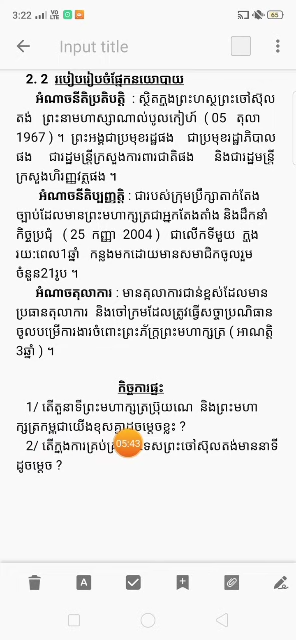 3:22
65
Input title
2. 2 របៀបរៀបចំផ្នែកនយោបាយ
អំណាចនីតិប្រតិបត្តិ : ស្ថិតក្នុងព្រះហស្តព្រះចៅស៊ុល
តង់ ព្រះនាមហាស្សាណាល់បូលកៀហ៍ ( 05 តុលា
1967 ) ។ ព្រះអង្គជាប្រមុខរដ្ឋផង ជាប្រមុខរដ្ឋាភិបាល
ផង ជារដ្ឋមន្ត្រីក្រសួងការពារជាតិផង និងជារដ្ឋមន្ត្រី
ក្រសួងហិរញ្ញវត្ថុផង ។
អំណាចនីតិប្បញ្ញត្តិ : ជារបស់ក្រុមប្រឹក្សាតាក់តែង
ច្បាប់ដែលមានព្រះមហាក្សត្រជាអ្នកតែងតាំង និងដឹកនាំ
កិច្ចប្រជុំ ( 25 កញ្ញា 2004 ) ជាលើកទីមួយ ក្នុង
រយៈពេល1ឆ្នាំ កន្លងមកដោយមានសមាជិកចូលរួម
ចំនួន21រូប ។
អំណាចតុលាការ : មានតុលាការជាន់ខ្ពស់ដែលមាន
ប្រធានតុលាការ និងចៅក្រមដែលត្រូវធ្វើសច្ចាប្រណិធាន
ចូលបម្រើការងារចំពោះព្រះភ័ក្ត្រព្រះមហាក្សត្រ ( អាណត្តិ
3ឆ្នាំ ) ។
កិច្ចការផ្ទះ
1/ តើតួនាទីព្រះមហាក្សត្រប្រ៊ុយណេ និងព្រះមហា
ក្សត្រកម្ពុជាយើងខុសគ្នាដូចម្តេចខ្លះ ?
2/ តើក្នុងការគ្រប់គ្រ 05:43 ទេសព្រះចៅស៊ុលតង់មាននាទី
ដូចម្តេច ?